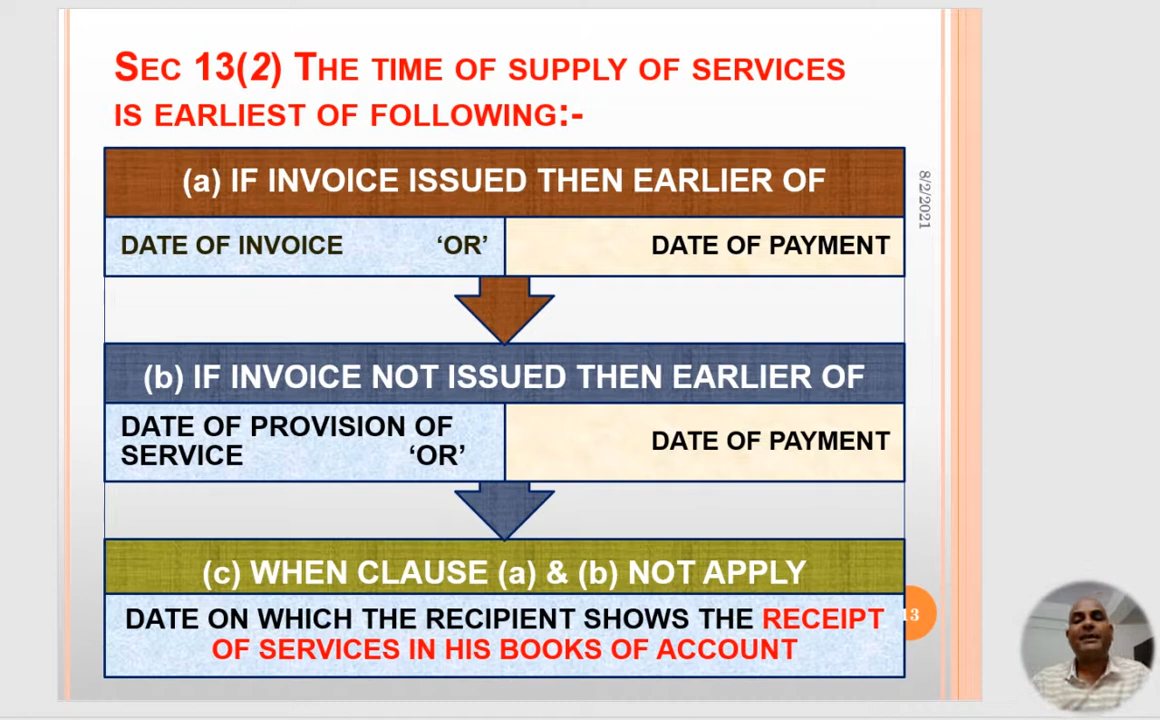 SEC 13(2) THE TIME OF SUPPLY OF SERVICES
IS EARLIEST OF FOLLOWING:-
(a) IF INVOICE ISSUED THEN EARLIER OF
DATE OF INVOICE ‘OR’
DATE OF PAYMENT
(b) IF INVOICE NOT ISSUED THEN EARLIER OF
DATE OF PROVISION OF
SERVICE ‘OR’
DATE OF PAYMENT
(c) WHEN CLAUSE (a) & (b) NOT APPLY
DATE ON WHICH THE RECIPIENT SHOWS THE RECEIPT
OF SERVICES IN HIS BOOKS OF ACCOUNT
8/2/2021
13